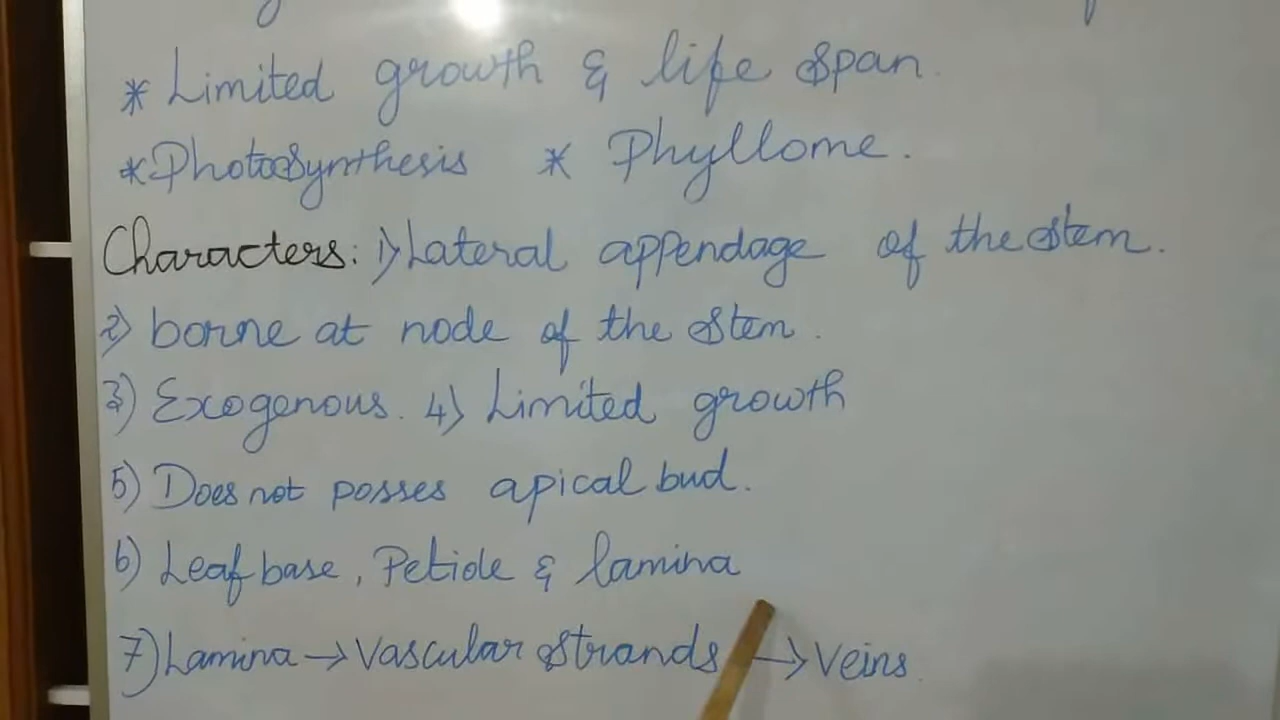 * Limited growth & life span.
* Photosynthesis * Phyllome.
Characters: 1) Lateral appendage of the stem.
2) borne at node of the stem.
3) Exogenous. 4) Limited growth
5) Does not posses apical bud.
6) Leaf base, Petiole & lamina
7) Lamina → Vascular strands → Veins.